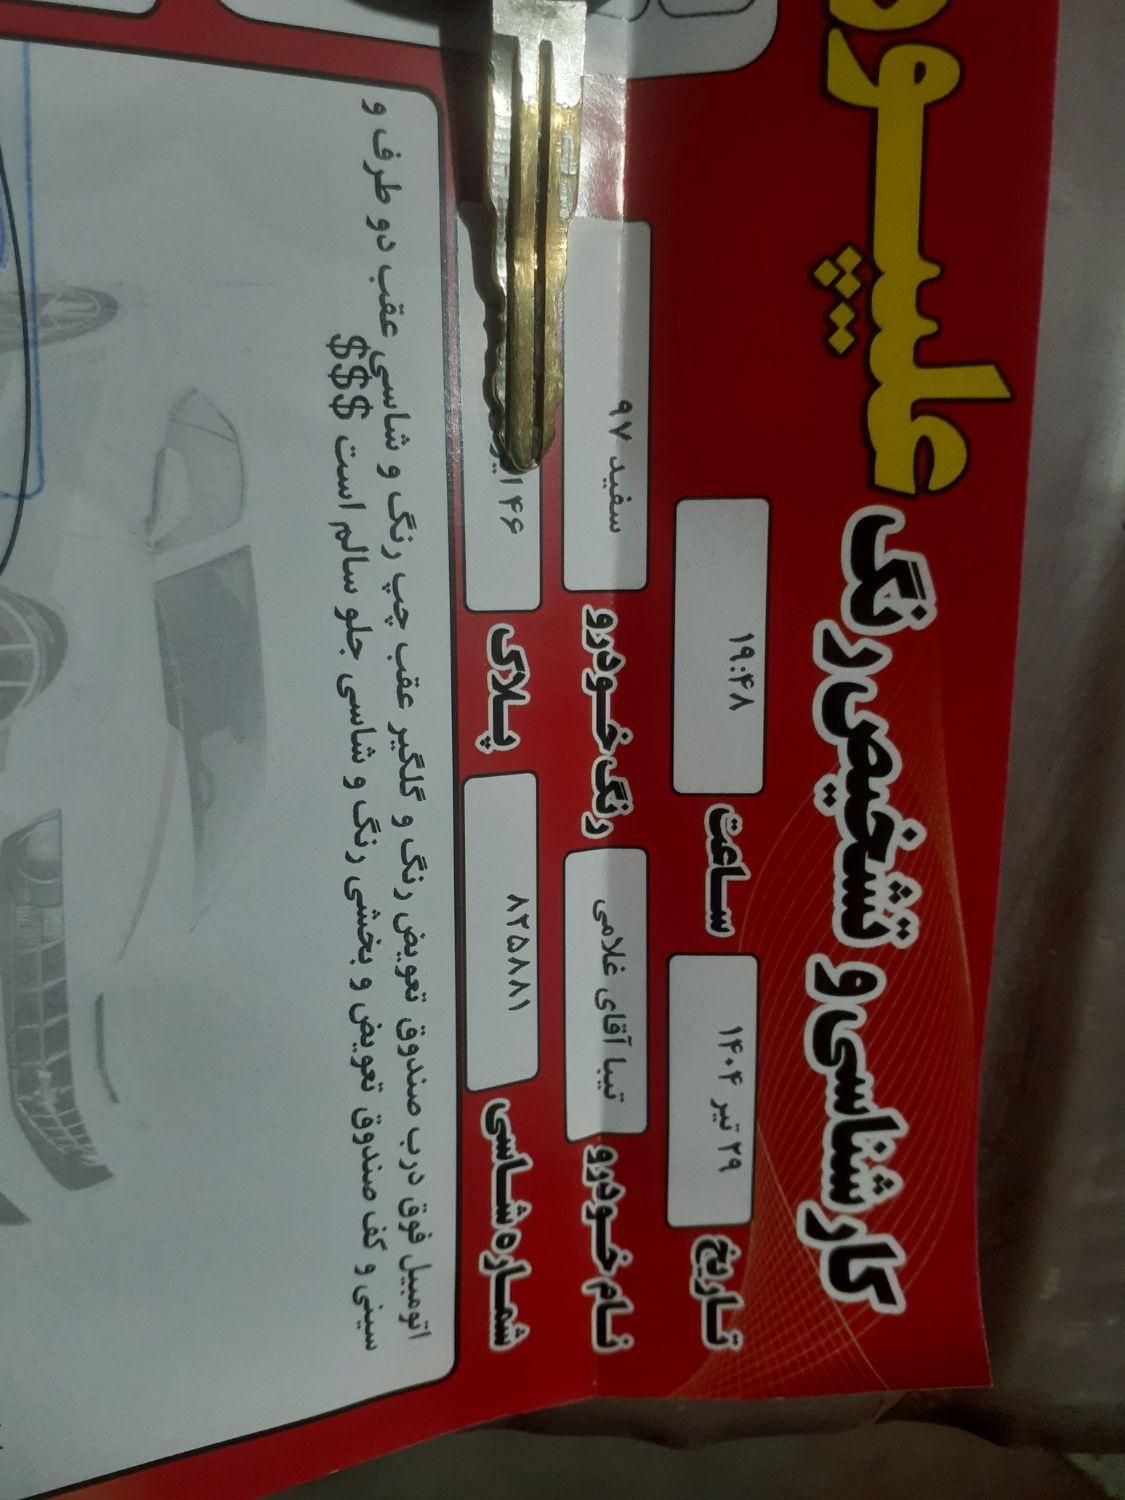 کارشناسی و تشخیص رنگ
تاریخ ۲۹ تیر ۱۴۰۴ ساعت ۱۹:۴۸
نام خودرو تیبا آقای غلامی رنگ خودرو سفید ۹۷
شماره شاسی ۸۲۵۸۸۱ پلاک ۴۶
اتومبیل فوق درب صندوق تعویض رنگ و گلگیر عقب چپ رنگ و شاسی عقب دو طرف و
سینی و کف صندوق تعویض و بخشی رنگ و شاسی جلو سالم است $$$